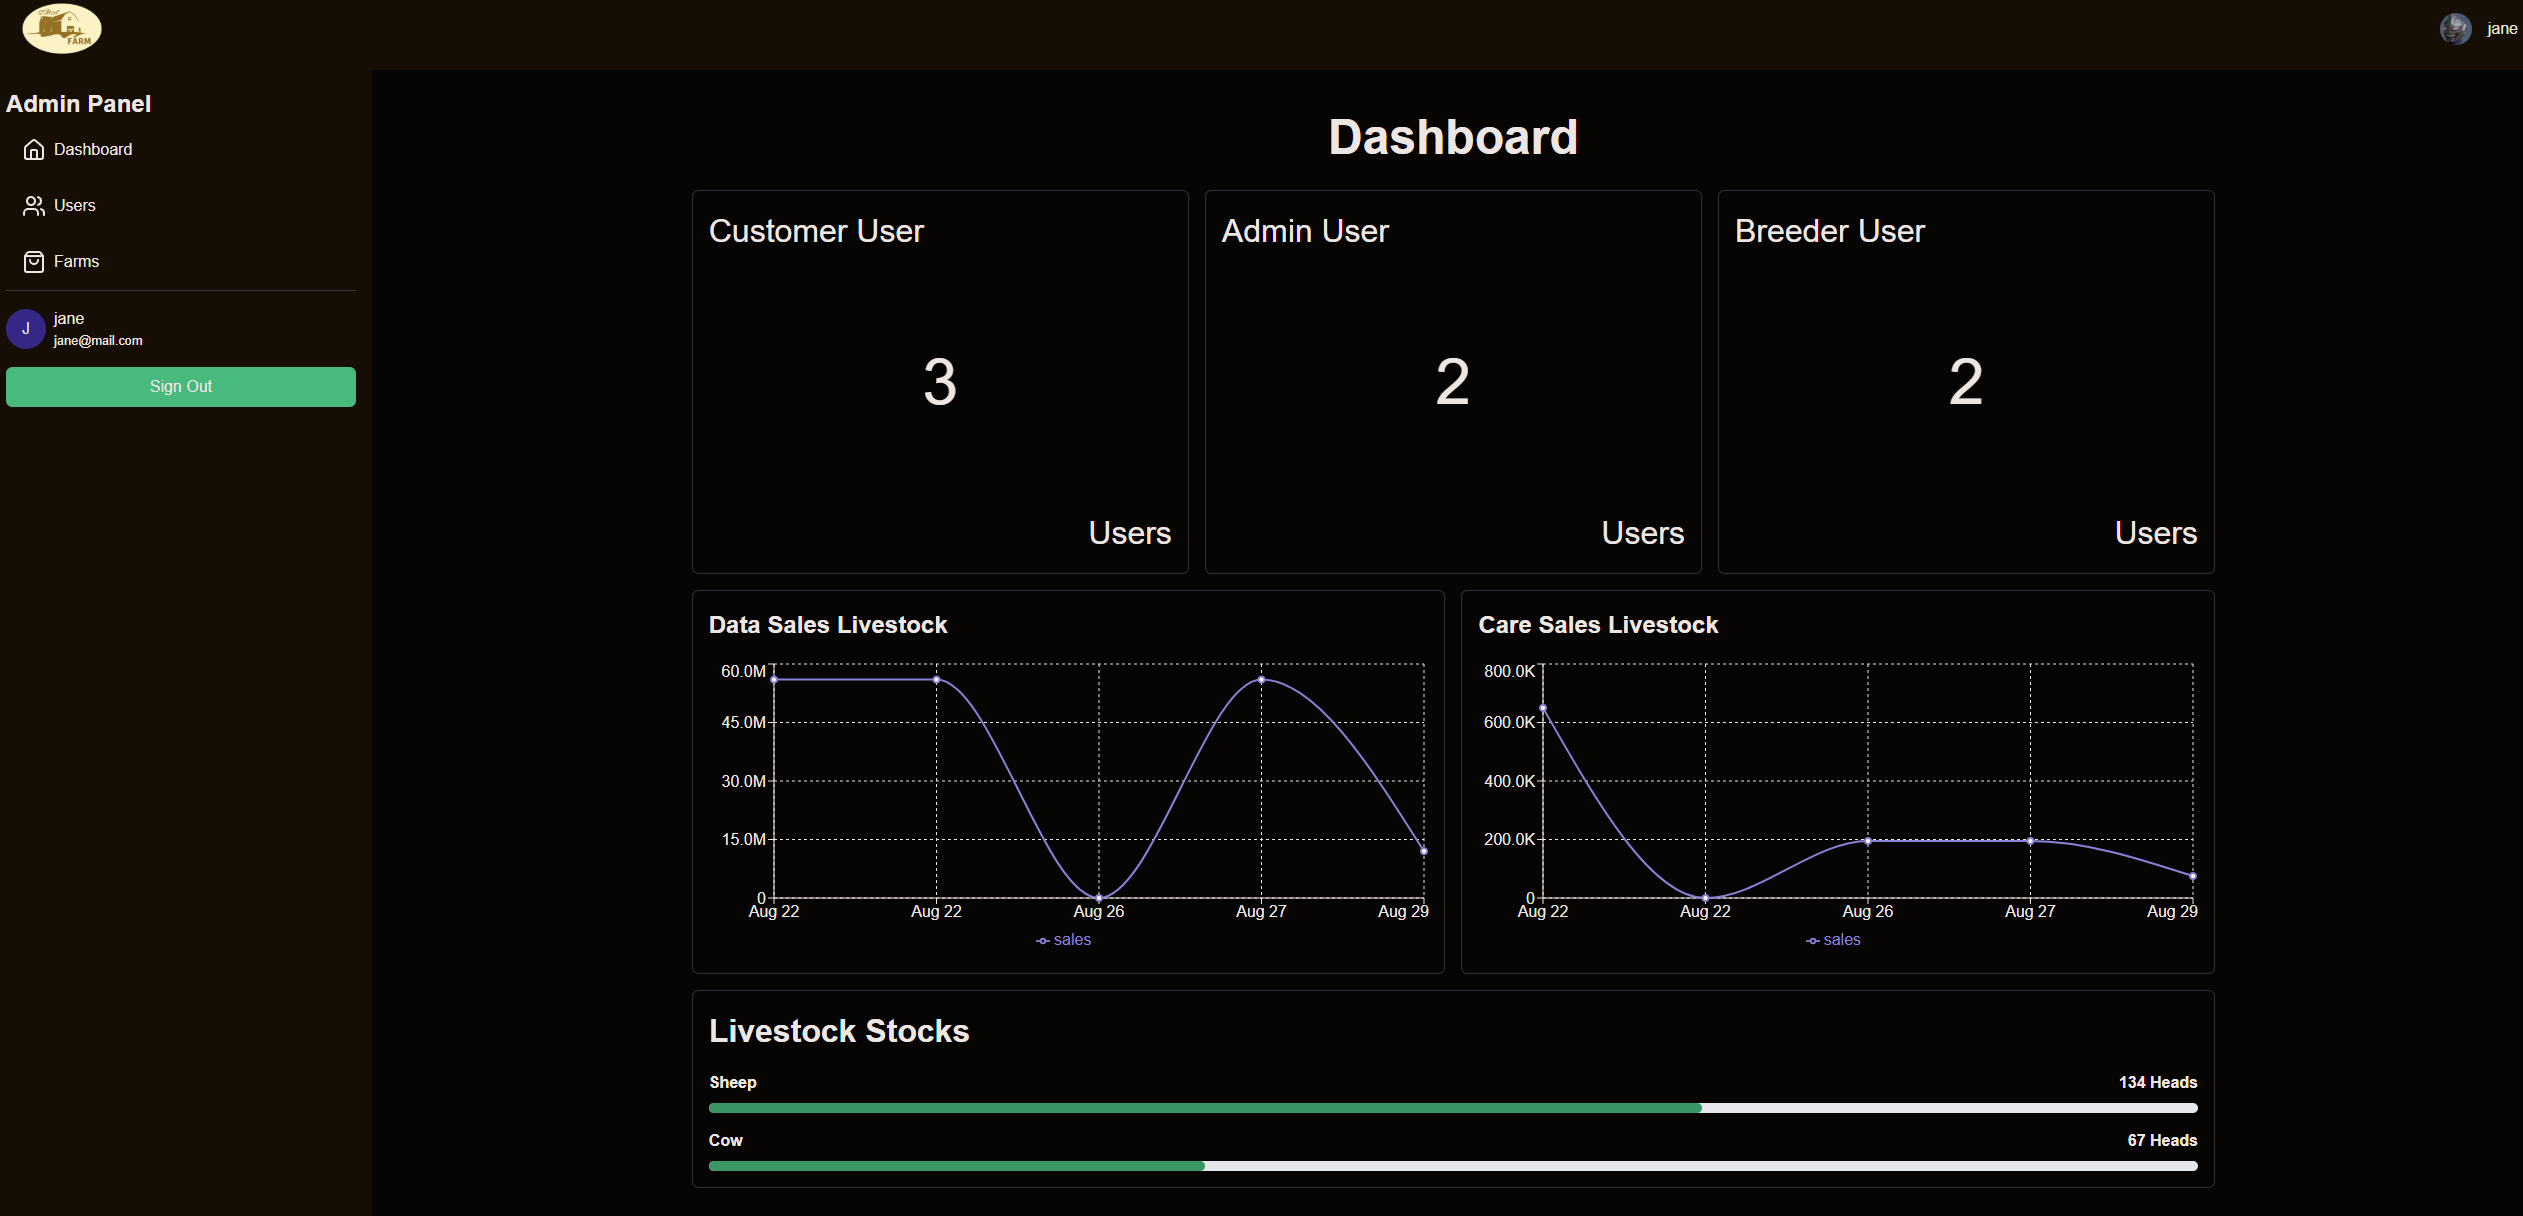 FARM
jane
Admin Panel
Dashboard
Users
Farms
J
jane
jane@mail.com
Sign Out
Dashboard
Customer User
3
Users
Admin User
2
Users
Breeder User
2
Users
Data Sales Livestock
60.0M
45.0M
30.0M
15.0M
0
Aug 22 Aug 22 Aug 26 Aug 27 Aug 29
sales
Care Sales Livestock
800.0K
600.0K
400.0K
200.0K
0
Aug 22 Aug 22 Aug 26 Aug 27 Aug 29
sales
Livestock Stocks
Sheep 134 Heads
Cow 67 Heads